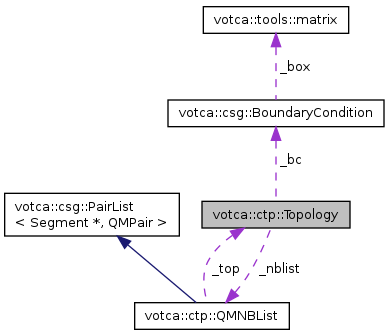 votca::tools::matrix
_box
votca::csg::BoundaryCondition
_bc
votca::csg::PairList
< Segment *, QMPair >
votca::ctp::Topology
_top
_nblist
votca::ctp::QMNBList